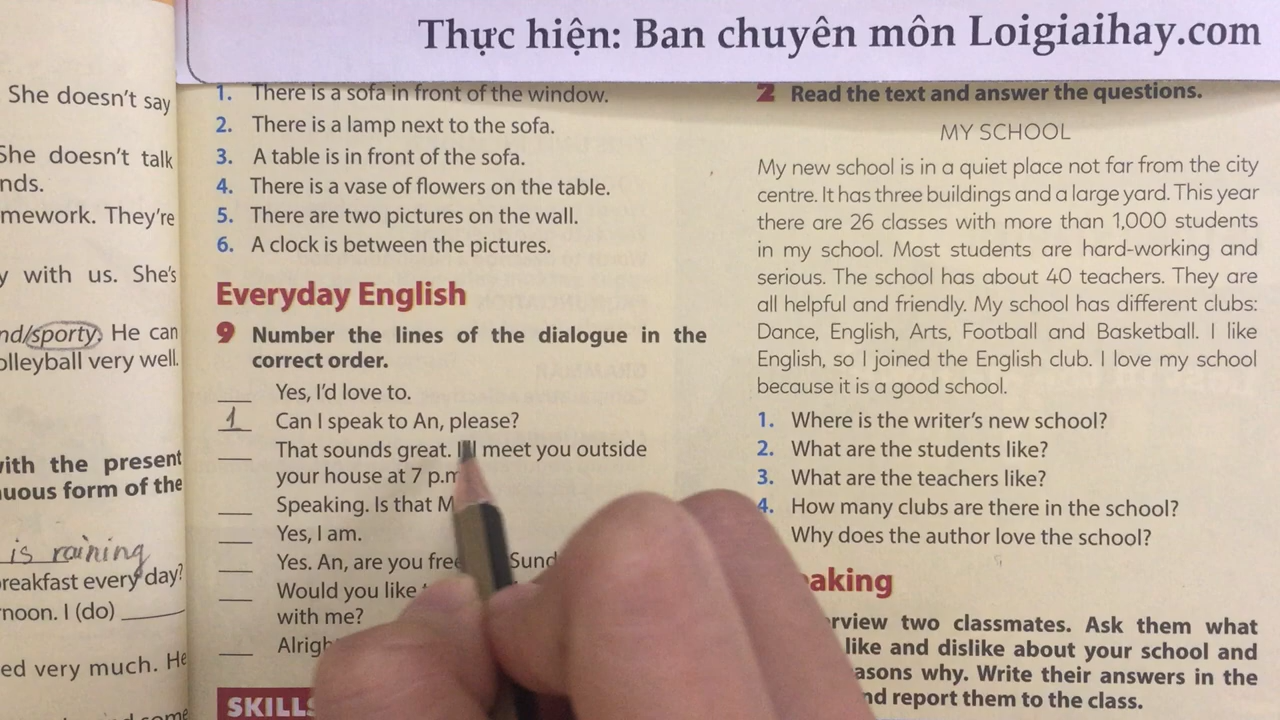 Thực hiện: Ban chuyên môn Loigiaihay.com
She doesn't say
She doesn't talk
nds.
mework. They're
y with us. She's
nd/sporty. He can
olleyball very well.
with the present
nuous form of the
is raining
breakfast every day?
noon. I (do)
ed very much. He
1. There is a sofa in front of the window.
2. There is a lamp next to the sofa.
3. A table is in front of the sofa.
4. There is a vase of flowers on the table.
5. There are two pictures on the wall.
6. A clock is between the pictures.
Everyday English
9 Number the lines of the dialogue in the
correct order.
Yes, I'd love to.
1 Can I speak to An, please?
That sounds great. meet you outside
your house at 7 p.m
Speaking. Is that M
Yes, I am.
Yes. An, are you free Sund
Would you like
with me?
Alrigh
SKILLS
2 Read the text and answer the questions.
MY SCHOOL
My new school is in a quiet place not far from the city
centre. It has three buildings and a large yard. This year
there are 26 classes with more than 1,000 students
in my school. Most students are hard-working and
serious. The school has about 40 teachers. They are
all helpful and friendly. My school has different clubs:
Dance, English, Arts, Football and Basketball. I like
English, so I joined the English club. I love my school
because it is a good school.
1. Where is the writer's new school?
2. What are the students like?
3. What are the teachers like?
4. How many clubs are there in the school?
Why does the author love the school?
aking
rview two classmates. Ask them what
like and dislike about your school and
asons why. Write their answers in the
nd report them to the class.